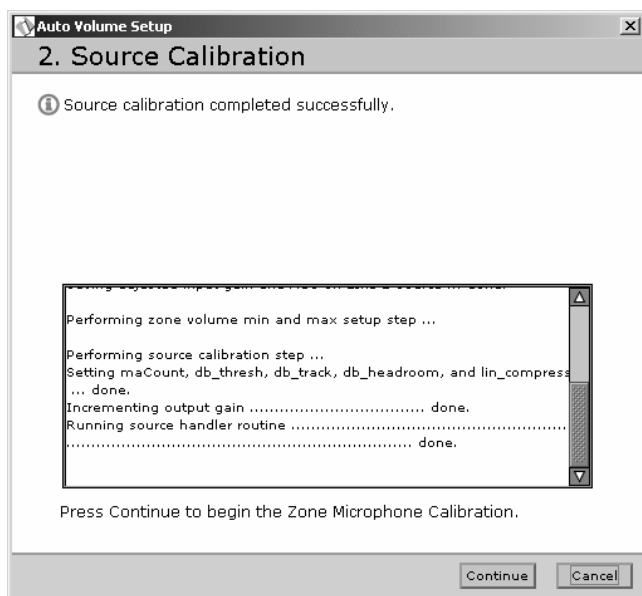 Auto Volume Setup
2. Source Calibration
Source calibration completed successfully.
Performing zone volume min and max setup step ...
Performing source calibration step ...
Setting maCount, db_thresh, db_track, db_headroom, and lin_compress
... done.
Incrementing output gain ................................... done.
Running source handler routine .......................................................
..................................................................... done.
Press Continue to begin the Zone Microphone Calibration.
Continue Cancel